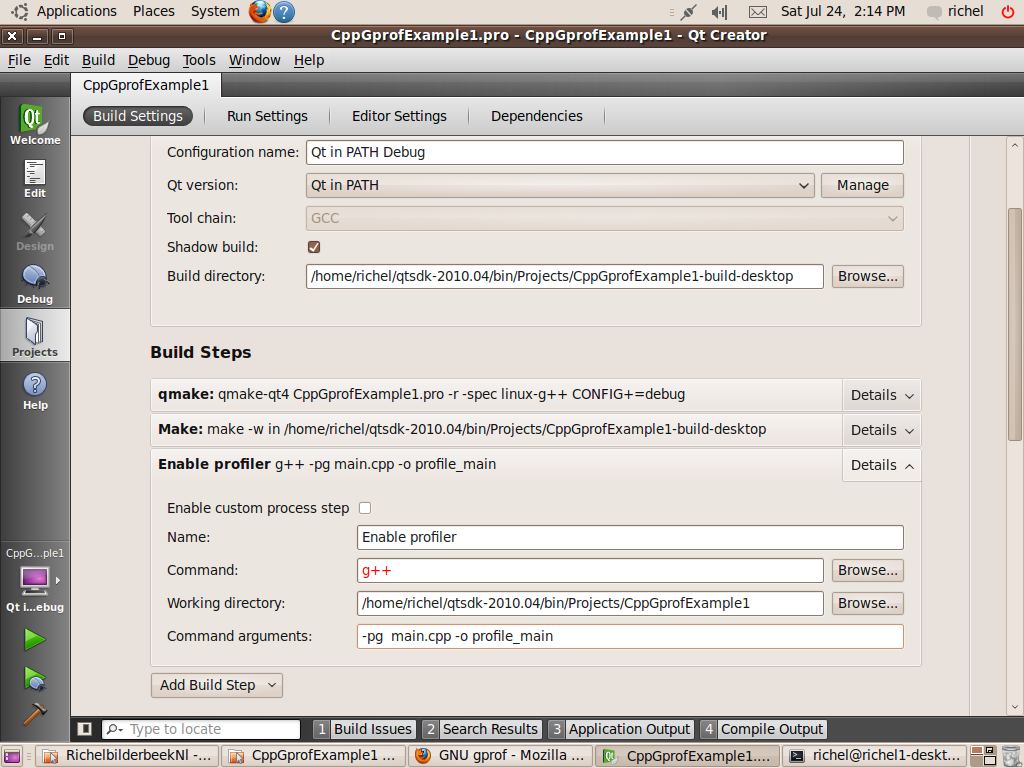 Applications Places System Sat Jul 24, 2:14 PM richel
CppGprofExample1.pro - CppGprofExample1 - Qt Creator
File Edit Build Debug Tools Window Help
CppGprofExample1
Build Settings Run Settings Editor Settings Dependencies
Qt
Welcome
Edit
Design
Debug
Projects
Help
Configuration name: Qt in PATH Debug
Qt version: Qt in PATH Manage
Tool chain: GCC
Shadow build:
Build directory: /home/richel/qtsdk-2010.04/bin/Projects/CppGprofExample1-build-desktop Browse...
Build Steps
qmake: qmake-qt4 CppGprofExample1.pro -r -spec linux-g++ CONFIG+=debug Details
Make: make -w in /home/richel/qtsdk-2010.04/bin/Projects/CppGprofExample1-build-desktop Details
Enable profiler g++ -pg main.cpp -o profile_main Details
Enable custom process step
Name: Enable profiler
Command: g++ Browse...
Working directory: /home/richel/qtsdk-2010.04/bin/Projects/CppGprofExample1 Browse...
Command arguments: -pg  main.cpp -o profile_main
Add Build Step
CppG...ple1
Qt i...ebug
Type to locate 1 Build Issues 2 Search Results 3 Application Output 4 Compile Output
RichelbilderbeekNl -... CppGprofExample1 ... GNU gprof - Mozilla ... CppGprofExample1.... richel@richel1-deskt...